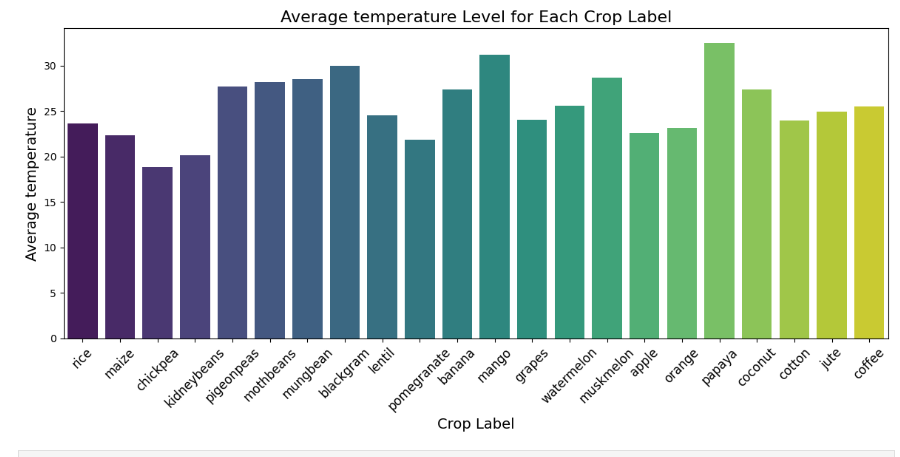 Average temperature Level for Each Crop Label
Average temperature
30
25
20
15
10
5
0
rice
maize
chickpea
kidneybeans
pigeonpeas
mothbeans
mungbean
blackgram
lentil
pomegranate
banana
mango
grapes
watermelon
muskmelon
apple
orange
papaya
coconut
cotton
jute
coffee
Crop Label